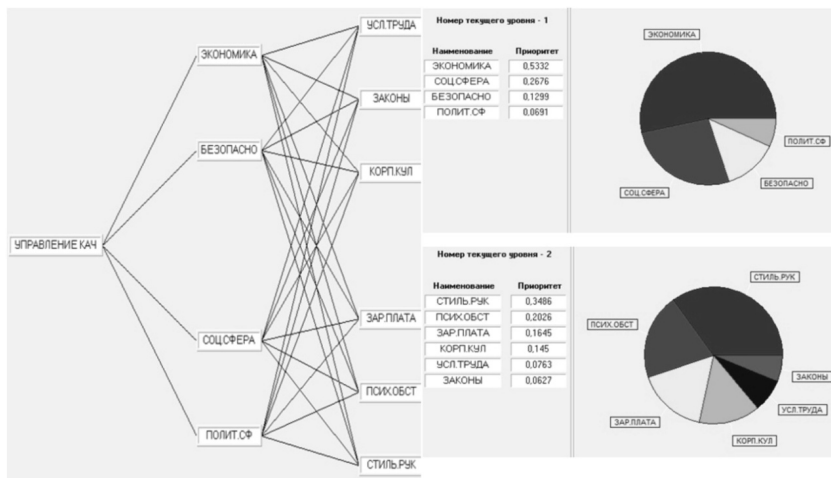 УПРАВЛЕНИЕ КАЧ
ЭКОНОМИКА
БЕЗОПАСНО
СОЦ.СФЕРА
ПОЛИТ.СФ
УСЛ.ТРУДА
ЗАКОНЫ
КОРП.КУЛ
ЗАР.ПЛАТА
ПСИХ.ОБСТ
СТИЛЬ.РУК
Номер текущего уровня - 1
Наименование Приоритет
ЭКОНОМИКА 0,5332
СОЦ.СФЕРА 0,2676
БЕЗОПАСНО 0,1299
ПОЛИТ.СФ 0,0691
ЭКОНОМИКА
ПОЛИТ.СФ
БЕЗОПАСНО
СОЦ.СФЕРА
Номер текущего уровня - 2
Наименование Приоритет
СТИЛЬ.РУК 0,3486
ПСИХ.ОБСТ 0,2026
ЗАР.ПЛАТА 0,1645
КОРП.КУЛ 0,145
УСЛ.ТРУДА 0,0763
ЗАКОНЫ 0,0627
СТИЛЬ.РУК
ПСИХ.ОБСТ
ЗАКОНЫ
УСЛ.ТРУДА
ЗАР.ПЛАТА
КОРП.КУЛ